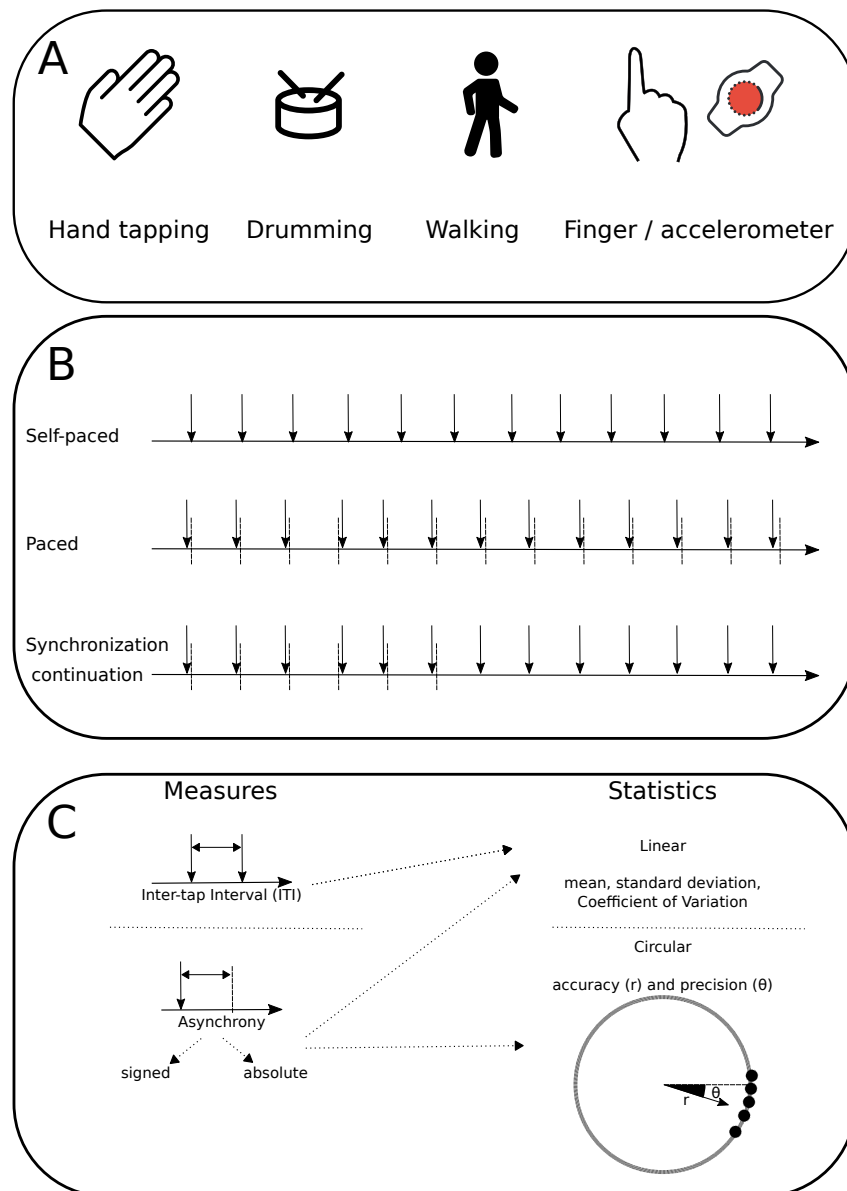 A
Hand tapping
Drumming
Walking
Finger / accelerometer
B
Self-paced
Paced
Synchronization
continuation
C
Measures
Statistics
Inter-tap Interval (ITI)
Linear
mean, standard deviation,
Coefficient of Variation
Asynchrony
signed
absolute
Circular
accuracy (r) and precision (θ)
θ
r